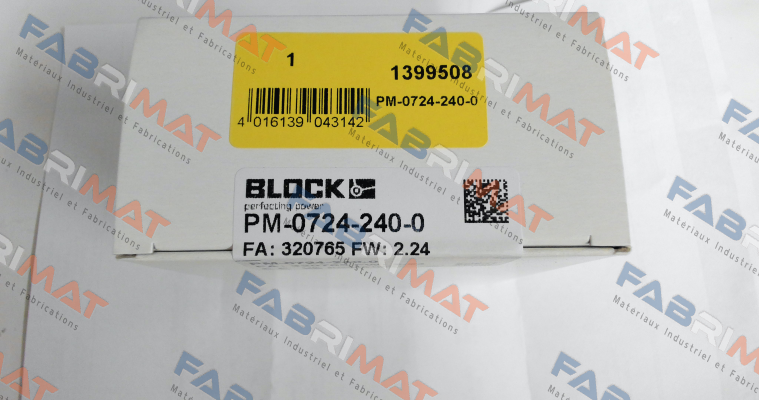 1
1399508
PM-0724-240-0
4 016139 043142
BLOCK
perfecting power
PM-0724-240-0
FA: 320765 FW: 2.24
FABRIMAT
Materiaux Industriel et Fabrications